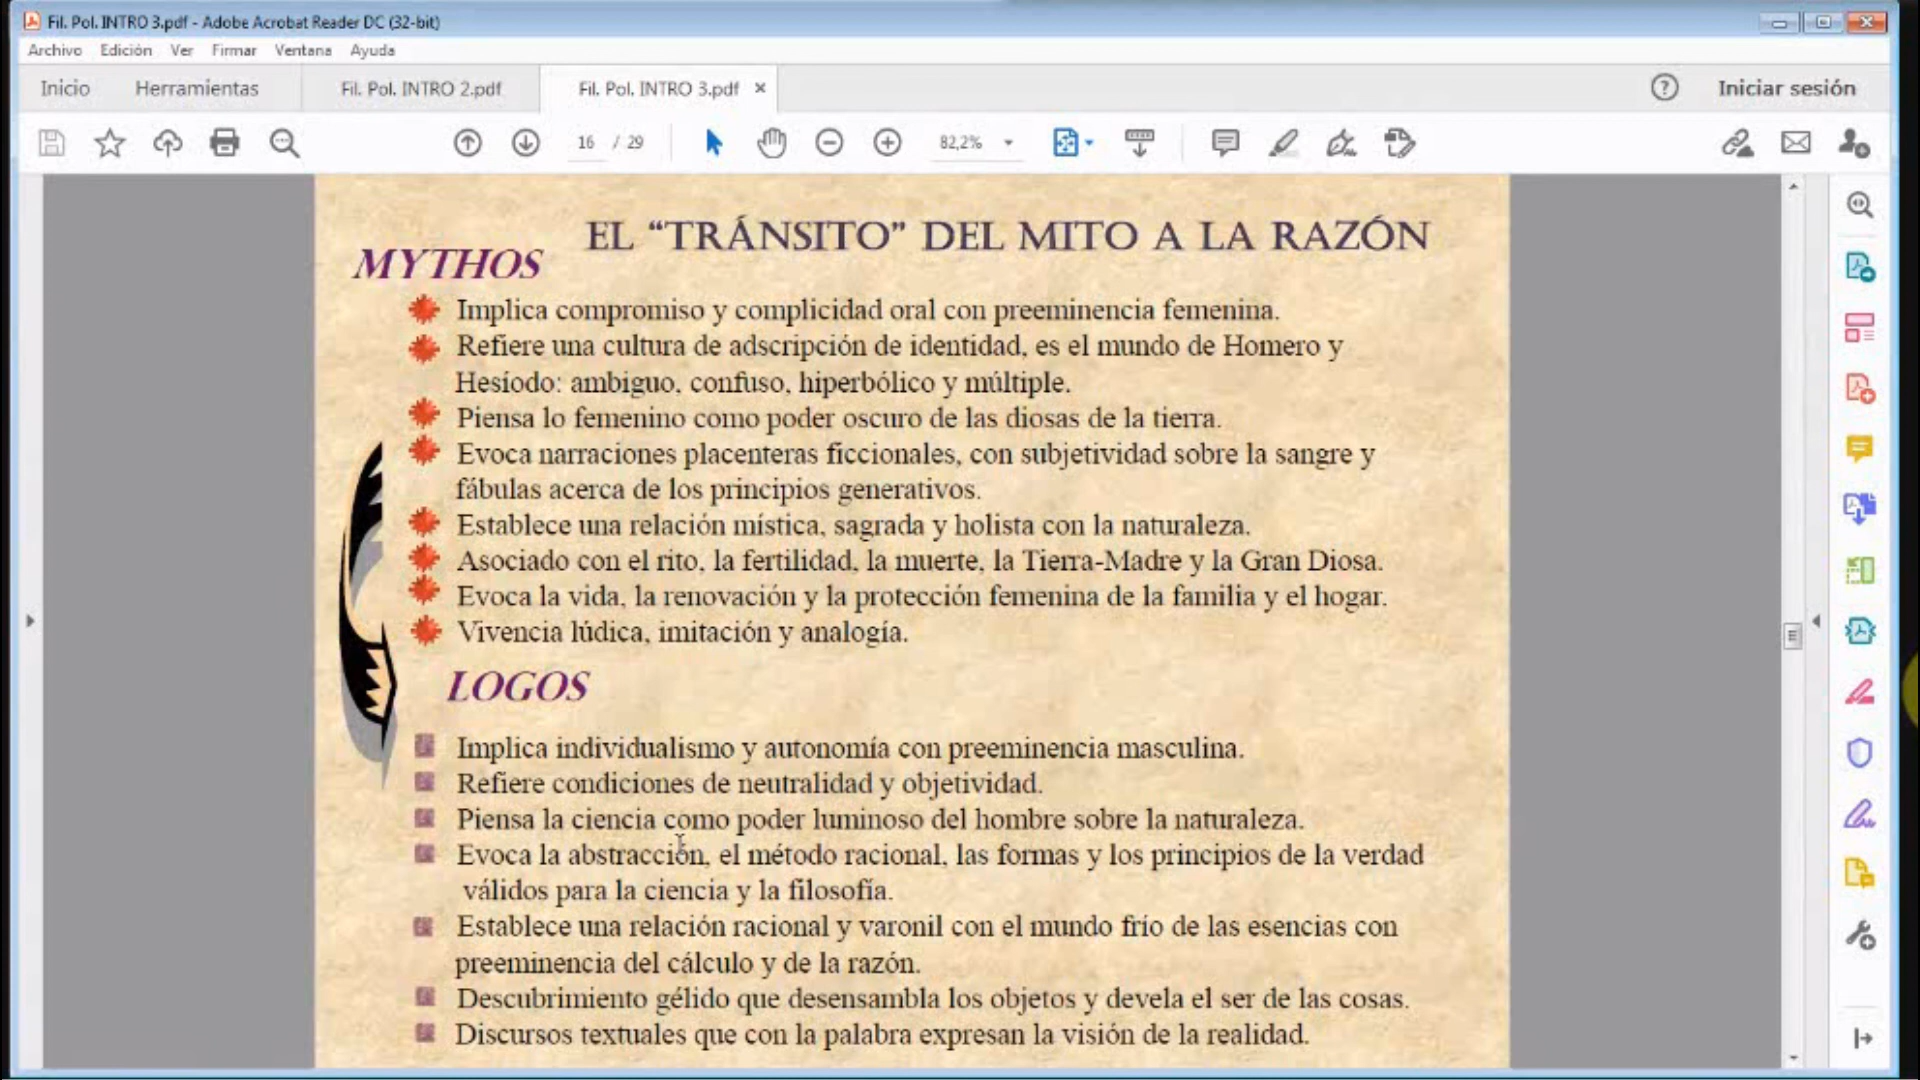 Fil. Pol. INTRO 3.pdf - Adobe Acrobat Reader DC (32-bit)
Archivo Edición Ver Firmar Ventana Ayuda
Inicio Herramientas Fil. Pol. INTRO 2.pdf Fil. Pol. INTRO 3.pdf × Iniciar sesión
16 / 29 82,2%
EL “TRÁNSITO” DEL MITO A LA RAZÓN
MYTHOS
Implica compromiso y complicidad oral con preeminencia femenina.
Refiere una cultura de adscripción de identidad, es el mundo de Homero y
Hesíodo: ambiguo, confuso, hiperbólico y múltiple.
Piensa lo femenino como poder oscuro de las diosas de la tierra.
Evoca narraciones placenteras ficcionales, con subjetividad sobre la sangre y
fábulas acerca de los principios generativos.
Establece una relación mística, sagrada y holista con la naturaleza.
Asociado con el rito, la fertilidad, la muerte, la Tierra-Madre y la Gran Diosa.
Evoca la vida, la renovación y la protección femenina de la familia y el hogar.
Vivencia lúdica, imitación y analogía.
LOGOS
Implica individualismo y autonomía con preeminencia masculina.
Refiere condiciones de neutralidad y objetividad.
Piensa la ciencia como poder luminoso del hombre sobre la naturaleza.
Evoca la abstracción, el método racional, las formas y los principios de la verdad
válidos para la ciencia y la filosofía.
Establece una relación racional y varonil con el mundo frío de las esencias con
preeminencia del cálculo y de la razón.
Descubrimiento gélido que desensambla los objetos y devela el ser de las cosas.
Discursos textuales que con la palabra expresan la visión de la realidad.